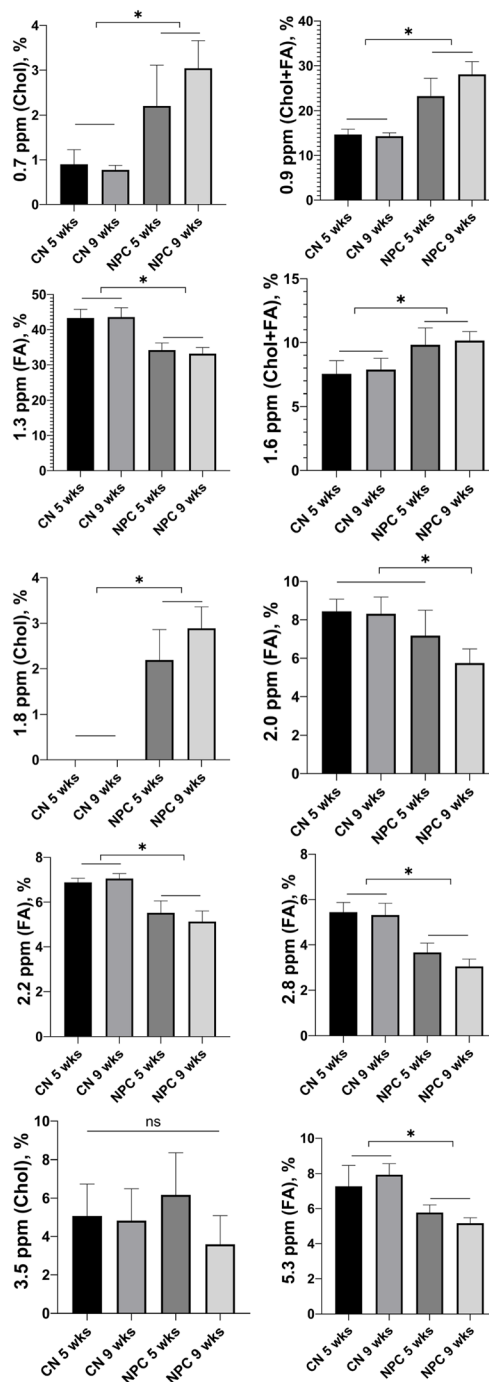 0.7 ppm (Chol), %
4
3
2
1
0
*
CN 5 wks
CN 9 wks
NPC 5 wks
NPC 9 wks
0.9 ppm (Chol+FA), %
40
30
20
10
0
*
CN 5 wks
CN 9 wks
NPC 5 wks
NPC 9 wks
1.3 ppm (FA), %
50
40
30
20
10
0
*
CN 5 wks
CN 9 wks
NPC 5 wks
NPC 9 wks
1.6 ppm (Chol+FA), %
15
10
5
0
*
CN 5 wks
CN 9 wks
NPC 5 wks
NPC 9 wks
1.8 ppm (Chol), %
4
3
2
1
0
*
CN 5 wks
CN 9 wks
NPC 5 wks
NPC 9 wks
2.0 ppm (FA), %
10
8
6
4
2
0
*
CN 5 wks
CN 9 wks
NPC 5 wks
NPC 9 wks
2.2 ppm (FA), %
8
6
4
2
0
*
CN 5 wks
CN 9 wks
NPC 5 wks
NPC 9 wks
2.8 ppm (FA), %
8
6
4
2
0
*
CN 5 wks
CN 9 wks
NPC 5 wks
NPC 9 wks
3.5 ppm (Chol), %
10
8
6
4
2
0
ns
CN 5 wks
CN 9 wks
NPC 5 wks
NPC 9 wks
5.3 ppm (FA), %
10
8
6
4
2
0
*
CN 5 wks
CN 9 wks
NPC 5 wks
NPC 9 wks